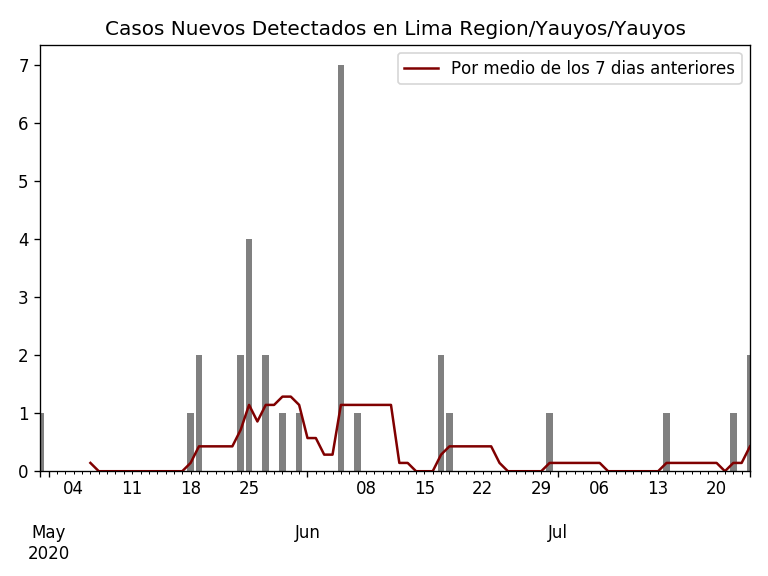 Casos Nuevos Detectados en Lima Region/Yauyos/Yauyos
Por medio de los 7 dias anteriores
7
6
5
4
3
2
1
0
04 11 18 25 08 15 22 29 06 13 20
May Jun Jul
2020